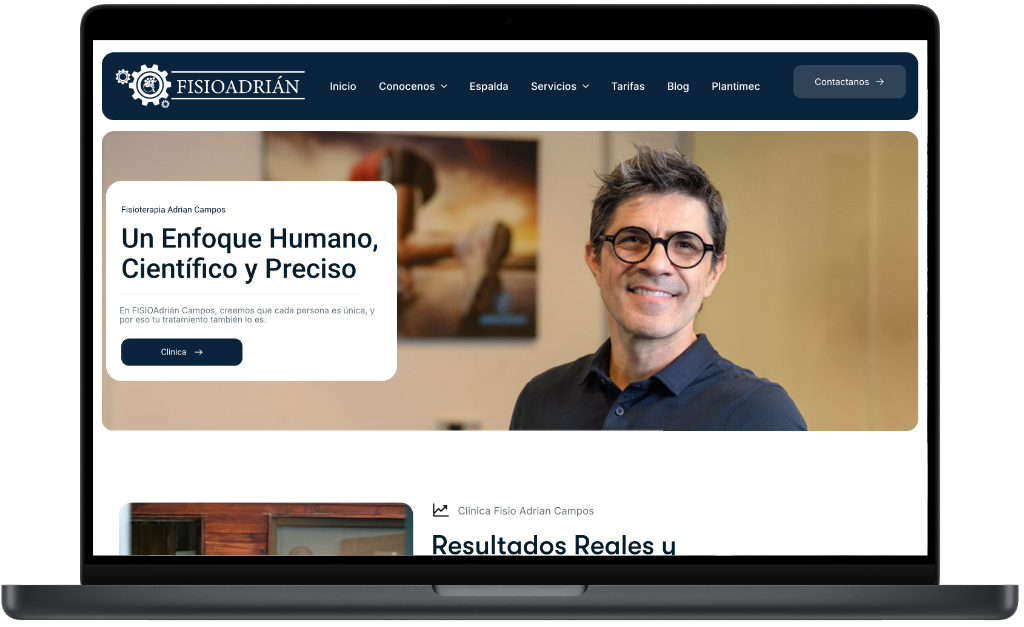 FISIOADRIÁN
Inicio
Conocenos
Espalda
Servicios
Tarifas
Blog
Plantimec
Contactanos
Fisioterapia Adrian Campos
Un Enfoque Humano,
Científico y Preciso
En FISIOAdrián Campos, creemos que cada persona es única, y
por eso tu tratamiento también lo es.
Clínica
Clínica Fisio Adrian Campos
Resultados Reales y